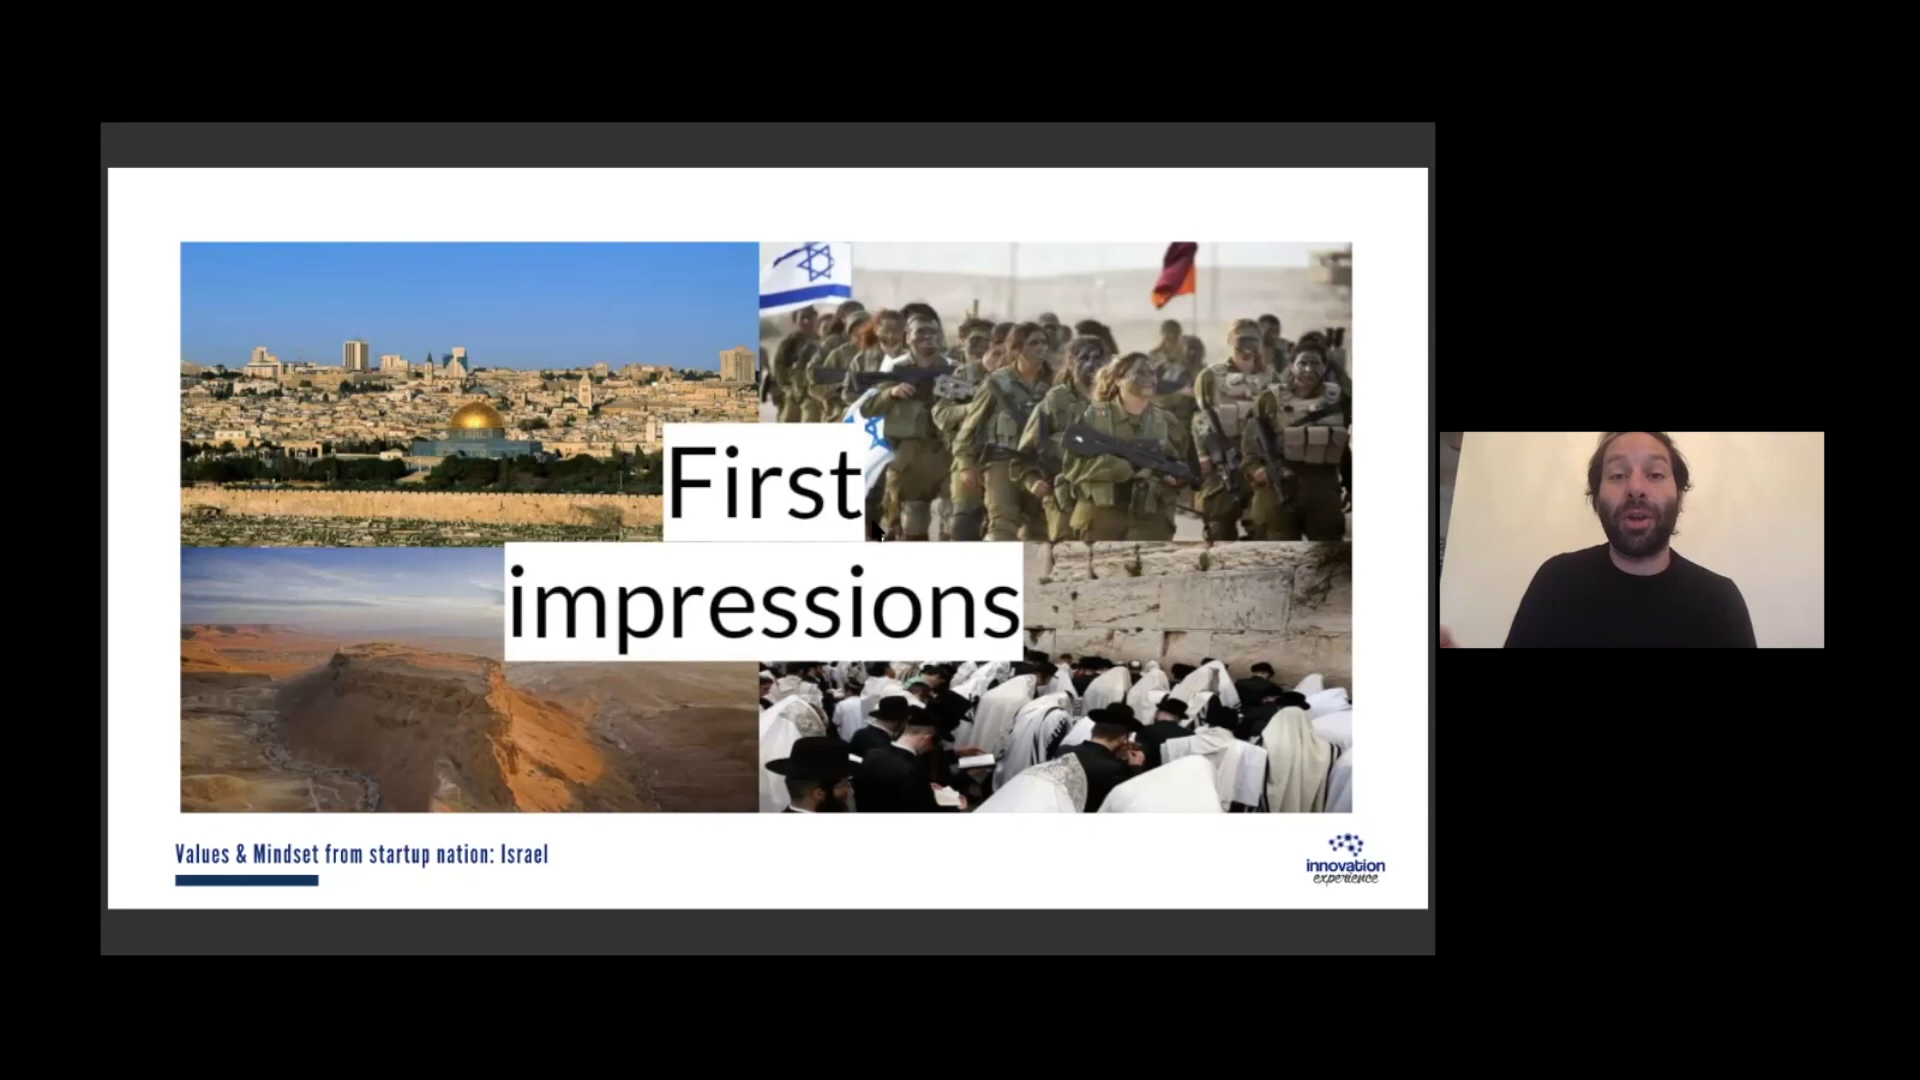 First
impressions
Values & Mindset from startup nation: Israel
innovation
experience